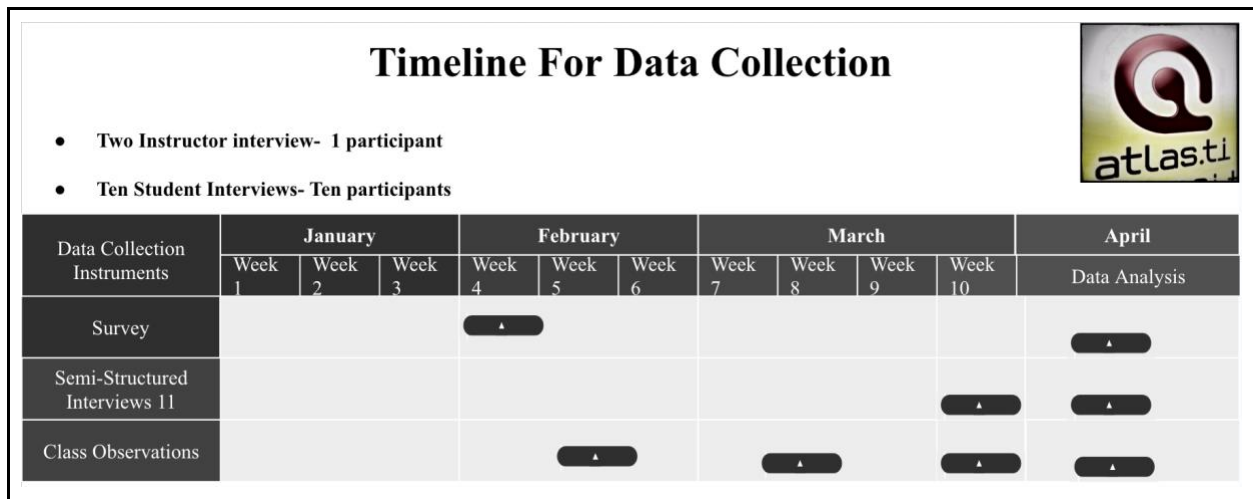 Timeline For Data Collection
atlas.ti
● Two Instructor interview- 1 participant
● Ten Student Interviews- Ten participants
Data Collection
Instruments
January
February
March
April
Week
1
Week
2
Week
3
Week
4
Week
5
Week
6
Week
7
Week
8
Week
9
Week
10
Data Analysis
Survey
Semi-Structured
Interviews 11
Class Observations